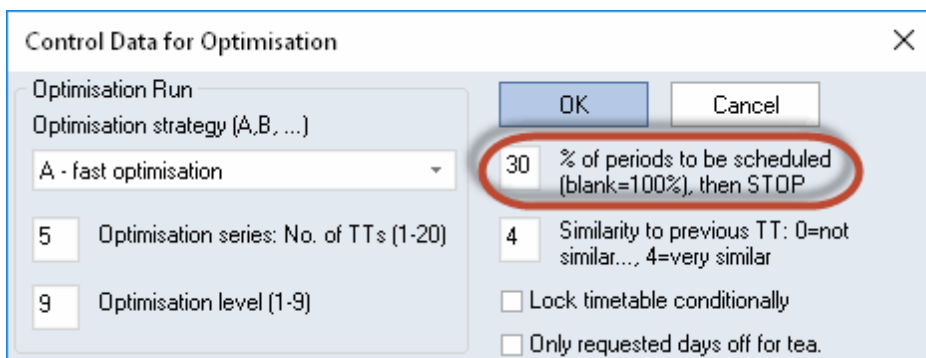 Control Data for Optimisation
Optimisation Run
Optimisation strategy (A,B, ...)
A - fast optimisation
5 Optimisation series: No. of TTs (1-20)
9 Optimisation level (1-9)
OK Cancel
30 % of periods to be scheduled
(blank=100%), then STOP
4 Similarity to previous TT: 0=not
similar..., 4=very similar
Lock timetable conditionally
Only requested days off for tea.